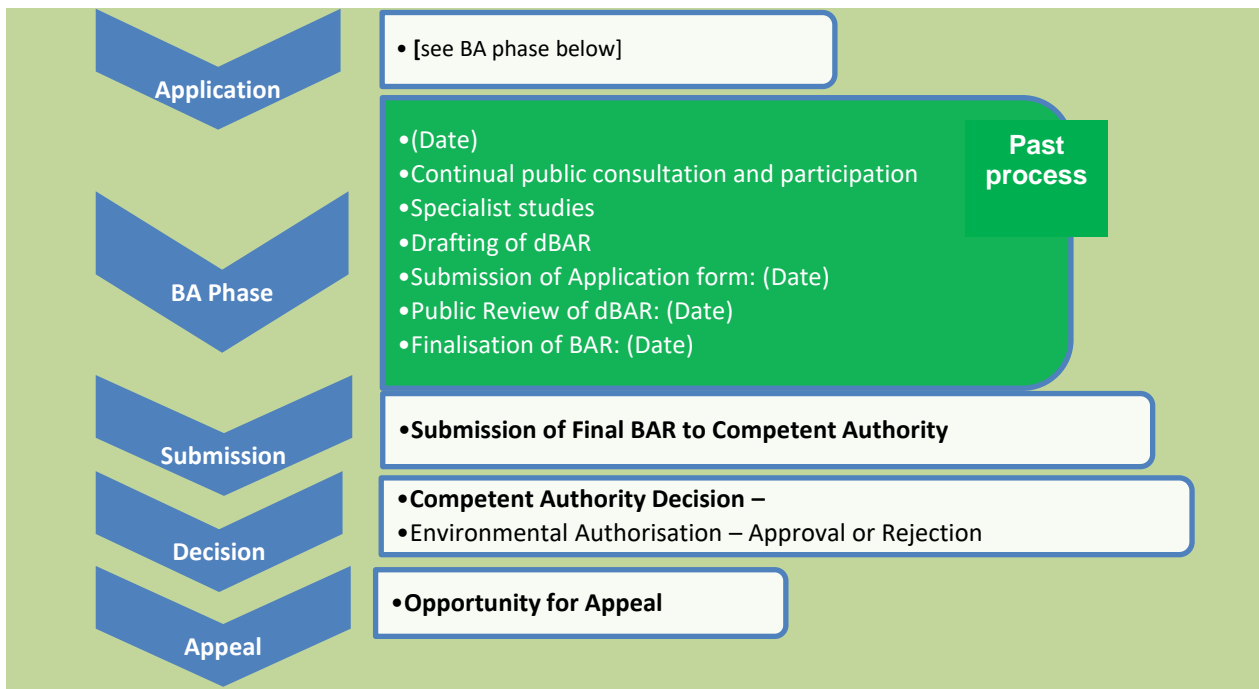 Application
• [see BA phase below]
BA Phase
•(Date)
•Continual public consultation and participation
•Specialist studies
•Drafting of dBAR
•Submission of Application form: (Date)
•Public Review of dBAR: (Date)
•Finalisation of BAR: (Date)
Past
process
Submission
•Submission of Final BAR to Competent Authority
Decision
•Competent Authority Decision –
•Environmental Authorisation – Approval or Rejection
Appeal
•Opportunity for Appeal